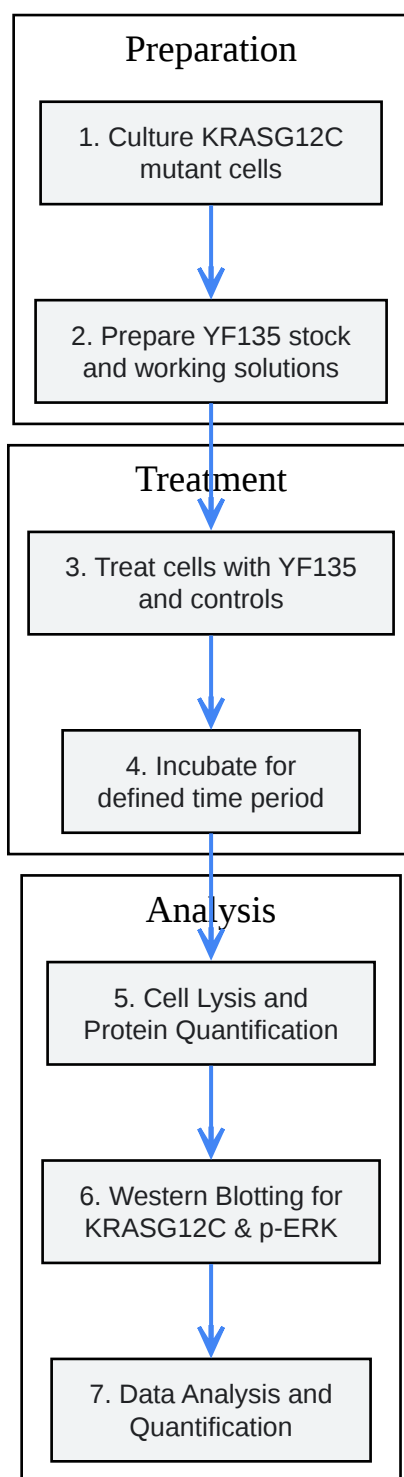 Preparation
1. Culture KRASG12C
mutant cells
2. Prepare YF135 stock
and working solutions
Treatment
3. Treat cells with YF135
and controls
4. Incubate for
defined time period
Analysis
5. Cell Lysis and
Protein Quantification
6. Western Blotting for
KRASG12C & p-ERK
7. Data Analysis and
Quantification